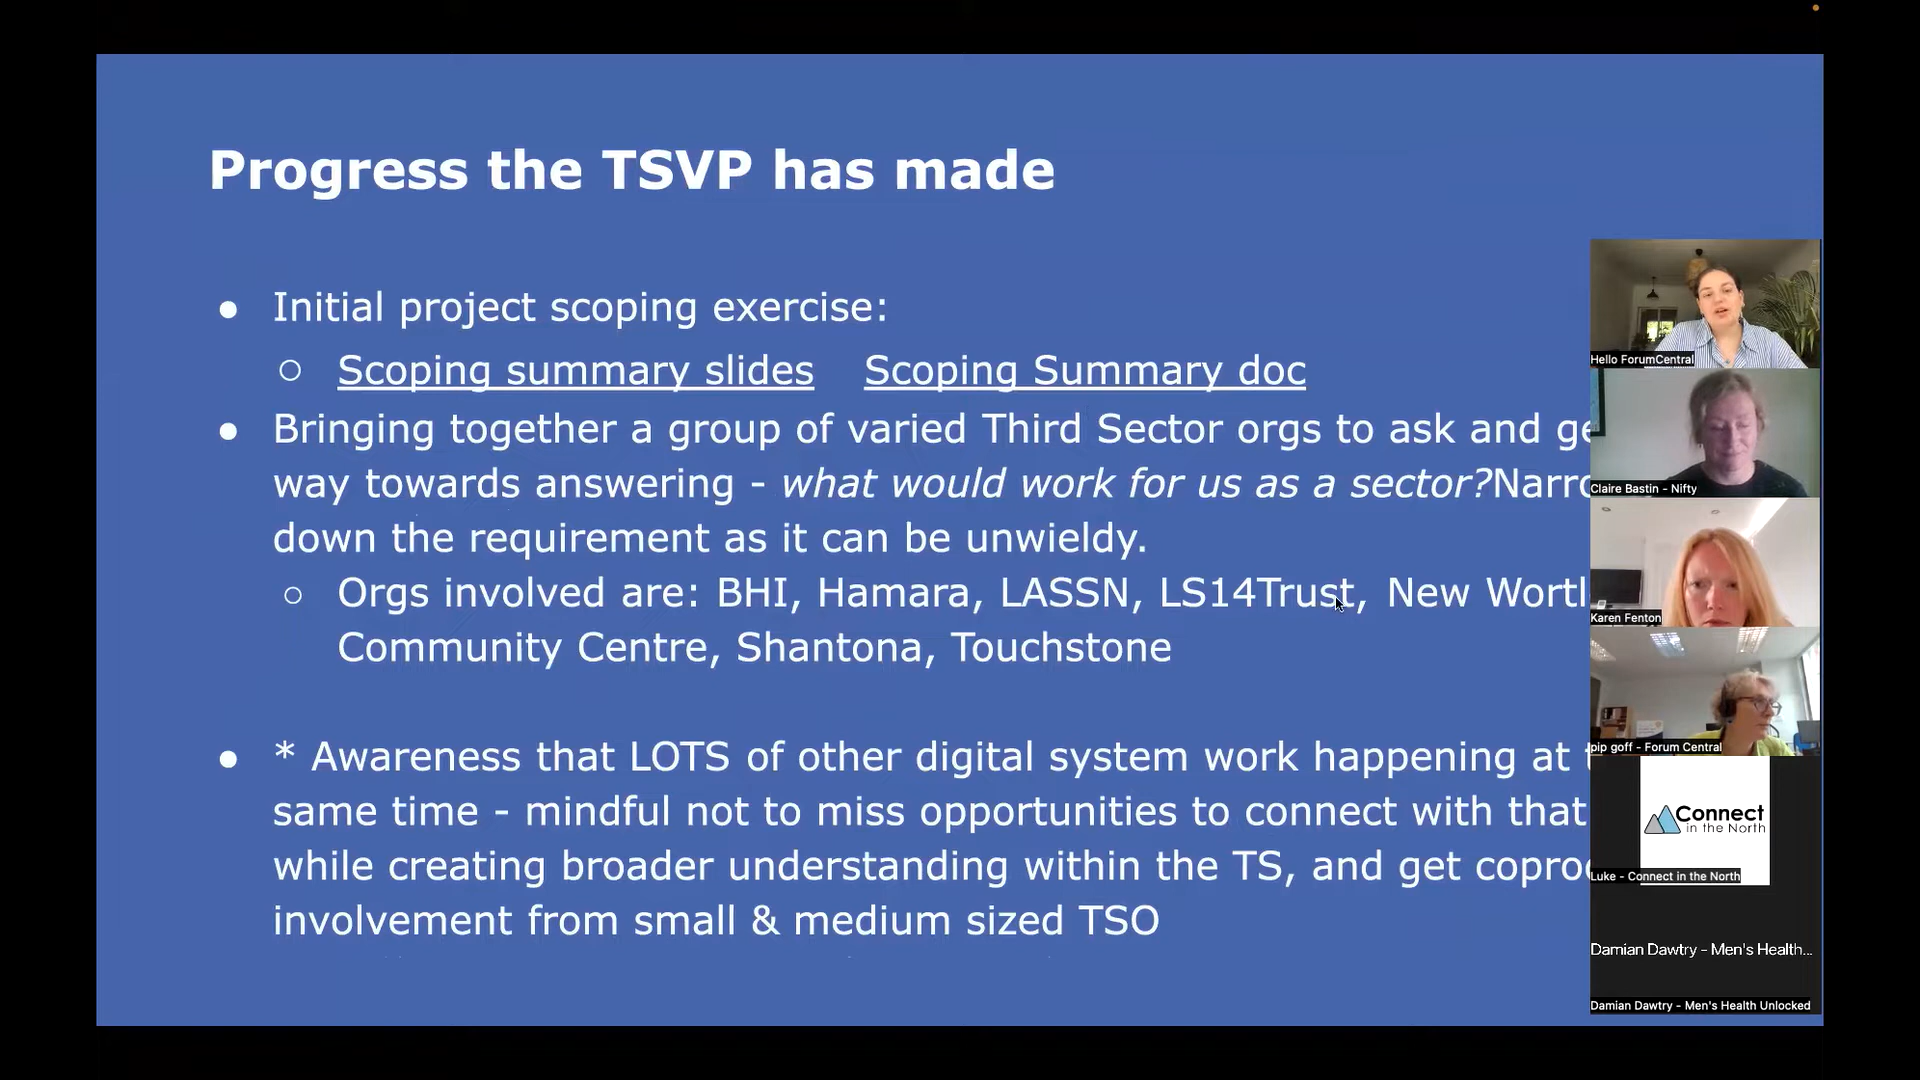 Progress the TSVP has made
● Initial project scoping exercise:
○ Scoping summary slides Scoping Summary doc
● Bringing together a group of varied Third Sector orgs to ask and
way towards answering - what would work for us as a sector?
down the requirement as it can be unwieldy.
○ Orgs involved are: BHI, Hamara, LASSN, LS14Trust, New
Community Centre, Shantona, Touchstone
● * Awareness that LOTS of other digital system work happening at
same time - mindful not to miss opportunities to connect with that
while creating broader understanding within the TS, and get
involvement from small & medium sized TSO
Hello ForumCentral
Claire Bastin - Nifty
Karen Fenton
pip goff - Forum Central
Connect
in the North
Luke - Connect in the North
Damian Dawtry - Men's Health...
Damian Dawtry - Men's Health Unlocked